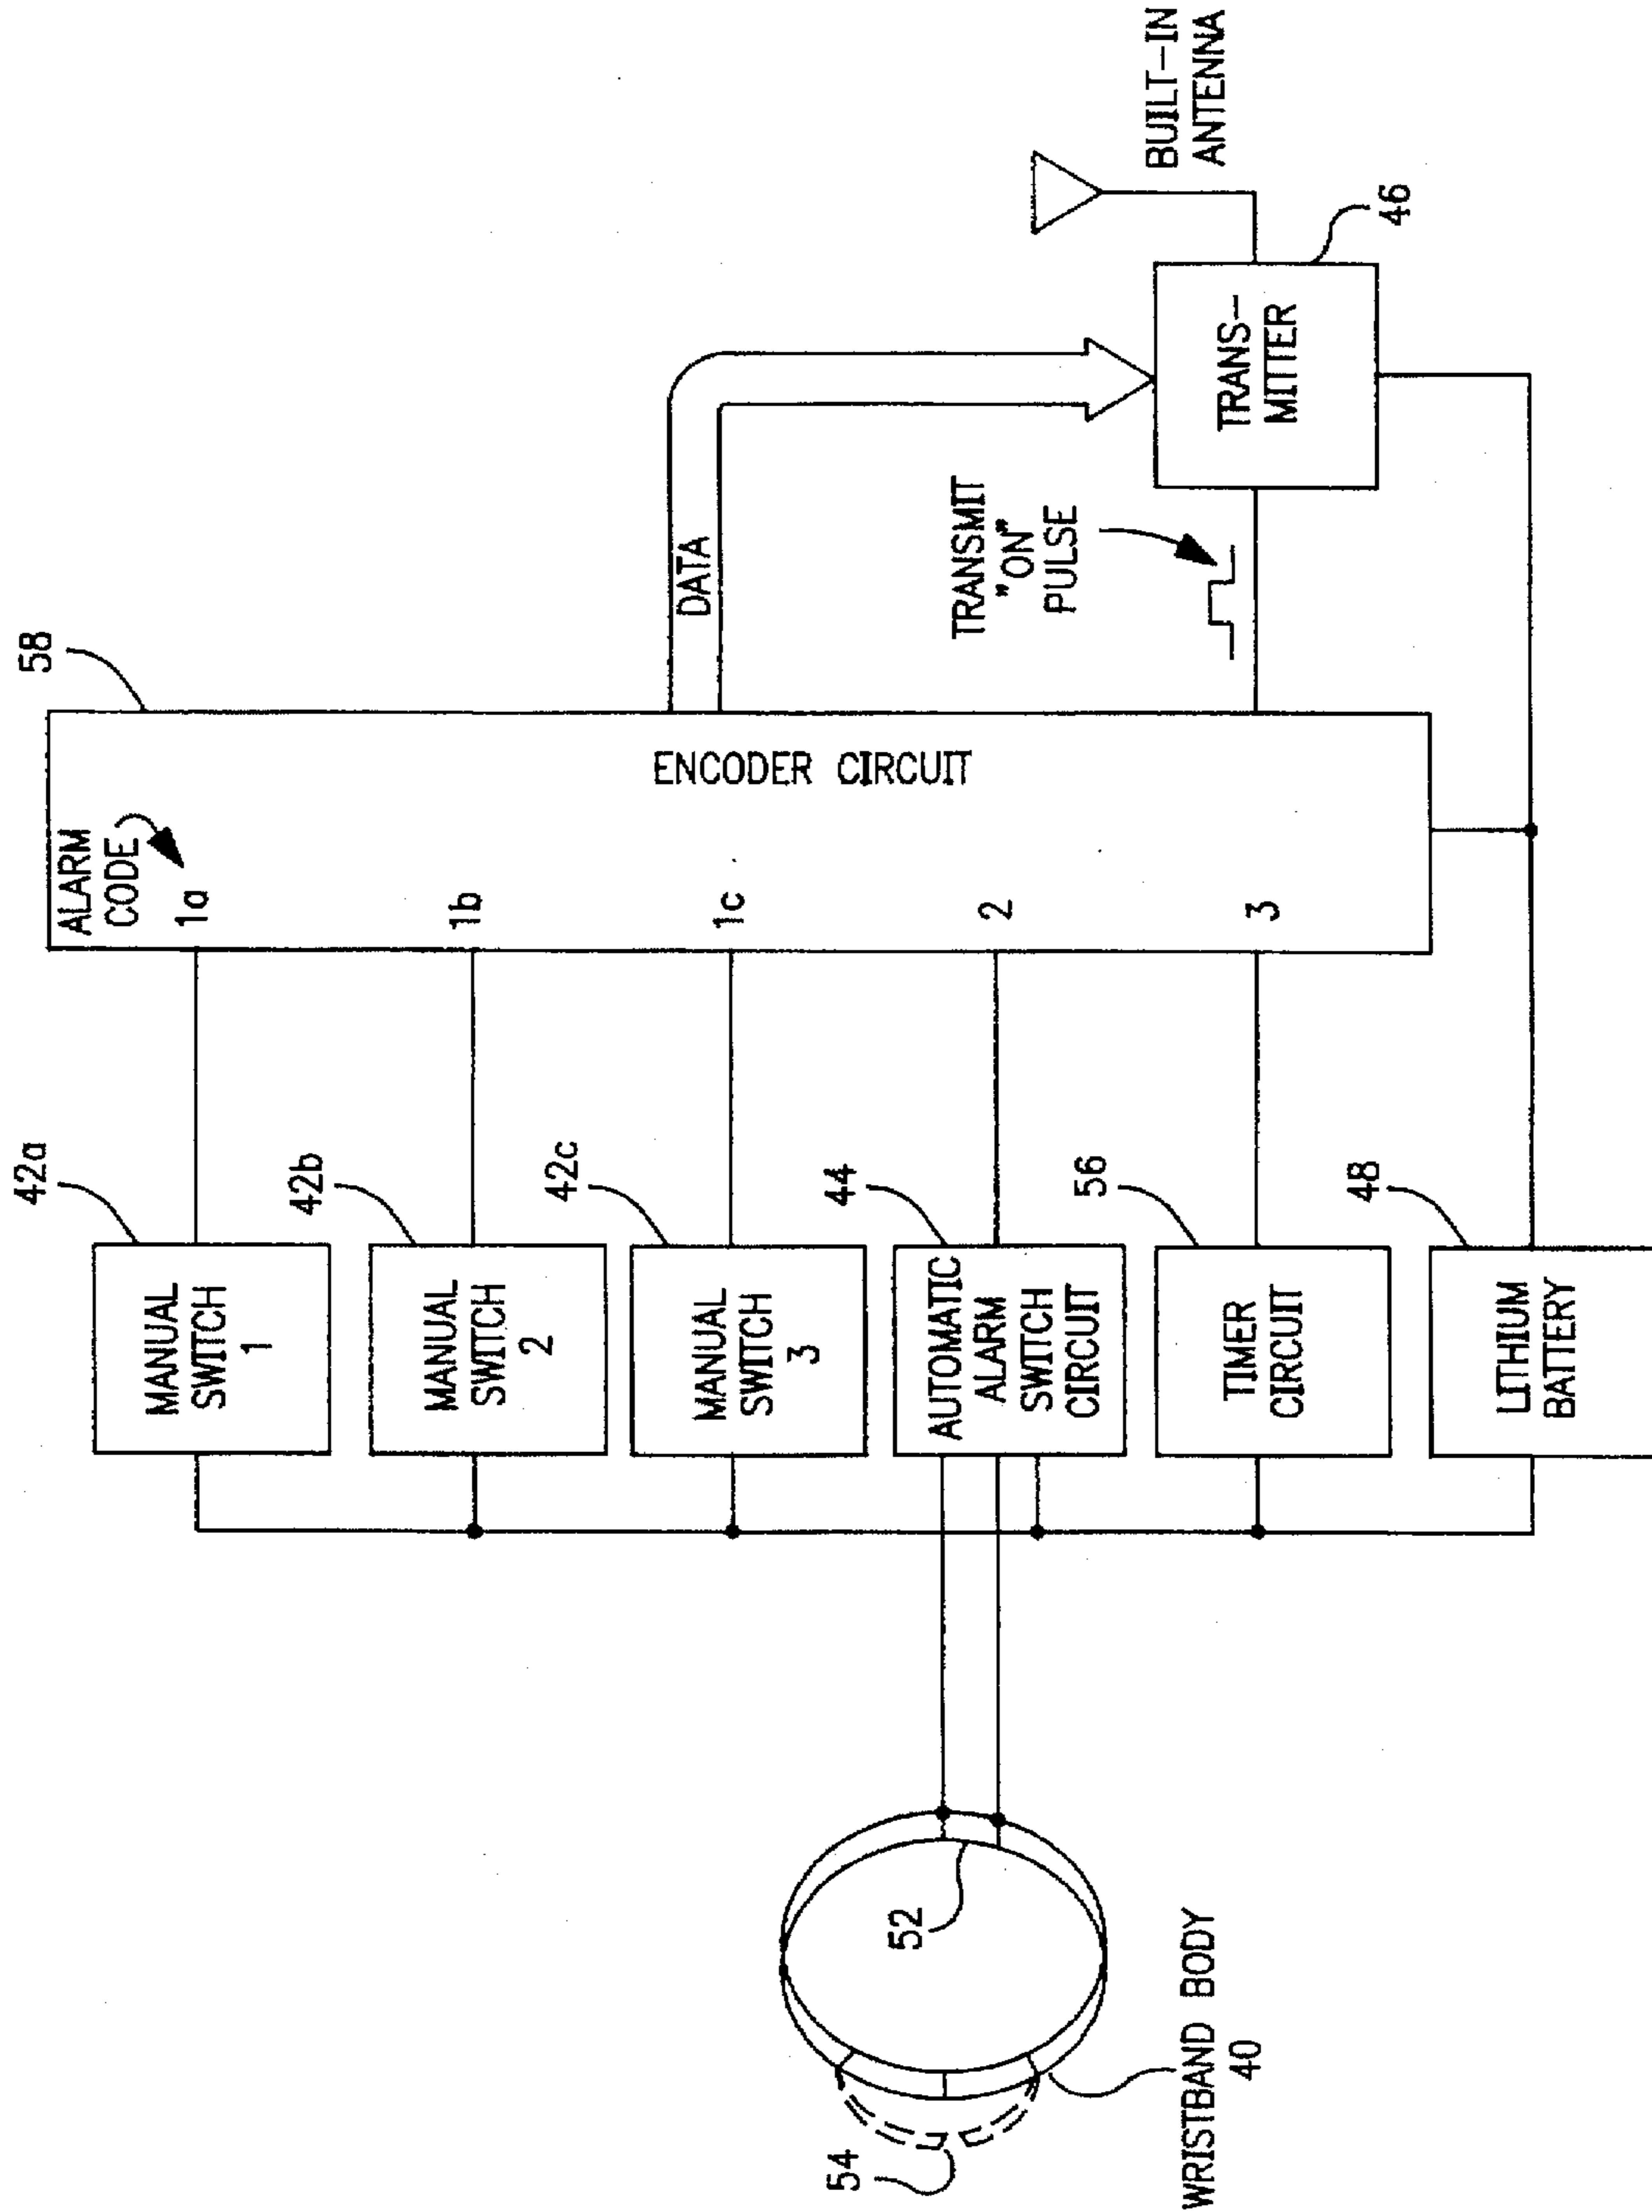 58
ALARM
CODE
1a
1b
1c
2
3
ENCODER CIRCUIT
DATA
TRANSMIT
"ON"
PULSE
TRANS-
MITTER
46
BUILT-IN
ANTENNA
42a
MANUAL
SWITCH
1
42b
MANUAL
SWITCH
2
42c
MANUAL
SWITCH
3
44
AUTOMATIC
ALARM
SWITCH
CIRCUIT
56
TIMER
CIRCUIT
48
LITHIUM
BATTERY
52
54
WRISTBAND BODY
40